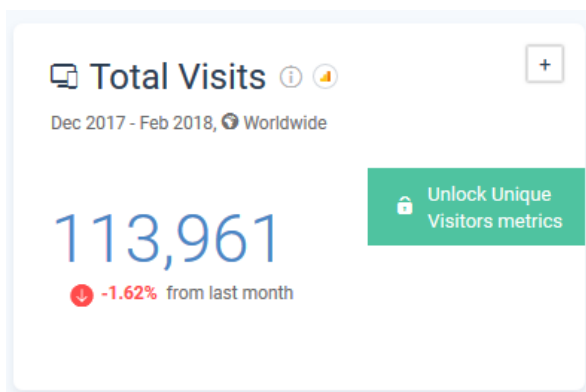 Total Visits
+
Dec 2017 - Feb 2018, Worldwide
Unlock Unique
Visitors metrics
113,961
-1.62% from last month